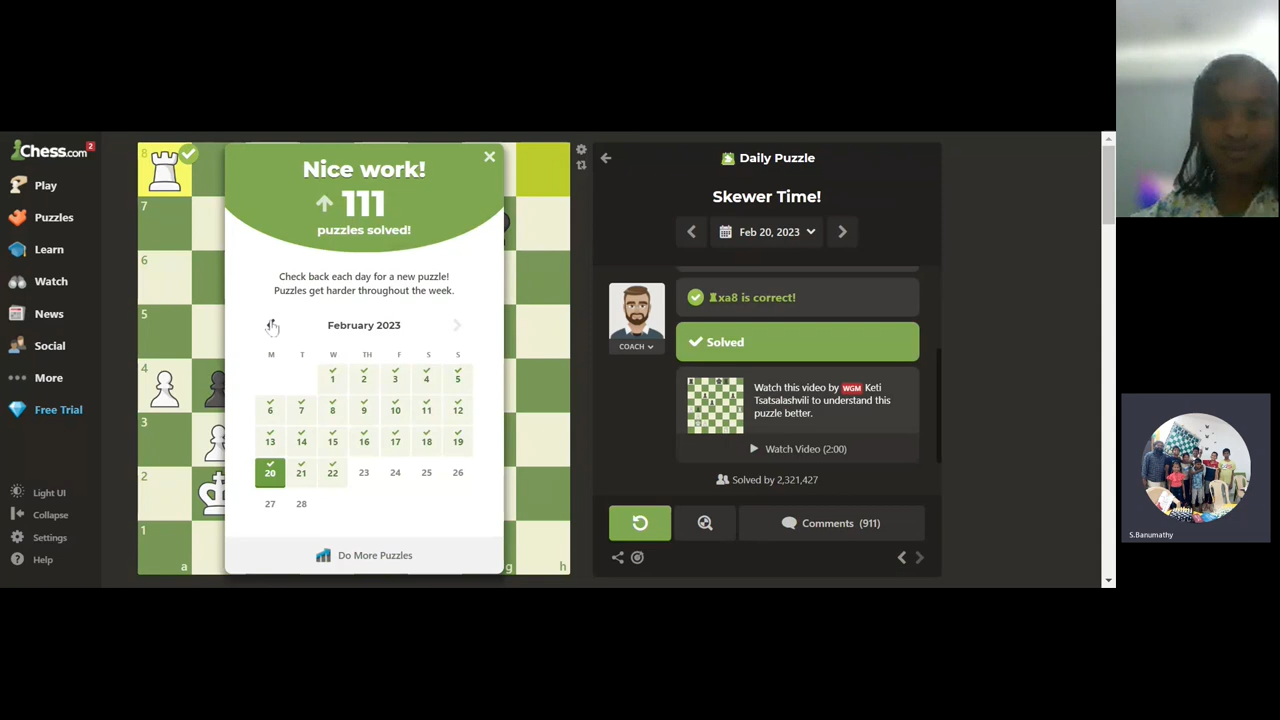 Chess.com
2
Play
Puzzles
Learn
Watch
News
Social
More
Free Trial
Light UI
Collapse
Settings
Help
8
7
6
5
4
3
2
1
a
g
h
Nice work!
111
puzzles solved!
Check back each day for a new puzzle!
Puzzles get harder throughout the week.
February 2023
M T W TH F S S
1 2 3 4 5
6 7 8 9 10 11 12
13 14 15 16 17 18 19
20 21 22 23 24 25 26
27 28
Do More Puzzles
Daily Puzzle
Skewer Time!
Feb 20, 2023
COACH
xa8 is correct!
Solved
Watch this video by WGM Keti
Tsatsalashvili to understand this
puzzle better.
Watch Video (2:00)
Solved by 2,321,427
Comments (911)
S.Banumathy